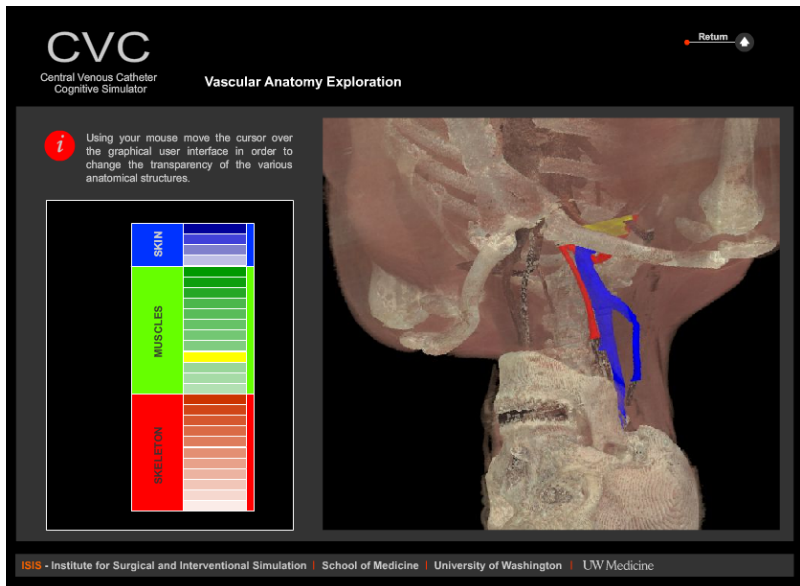 CVC
Central Venous Catheter
Cognitive Simulator
Vascular Anatomy Exploration
Return
i
Using your mouse move the cursor over
the graphical user interface in order to
change the transparency of the various
anatomical structures.
SKIN
MUSCLES
SKELETON
ISIS - Institute for Surgical and Interventional Simulation | School of Medicine | University of Washington | UW Medicine